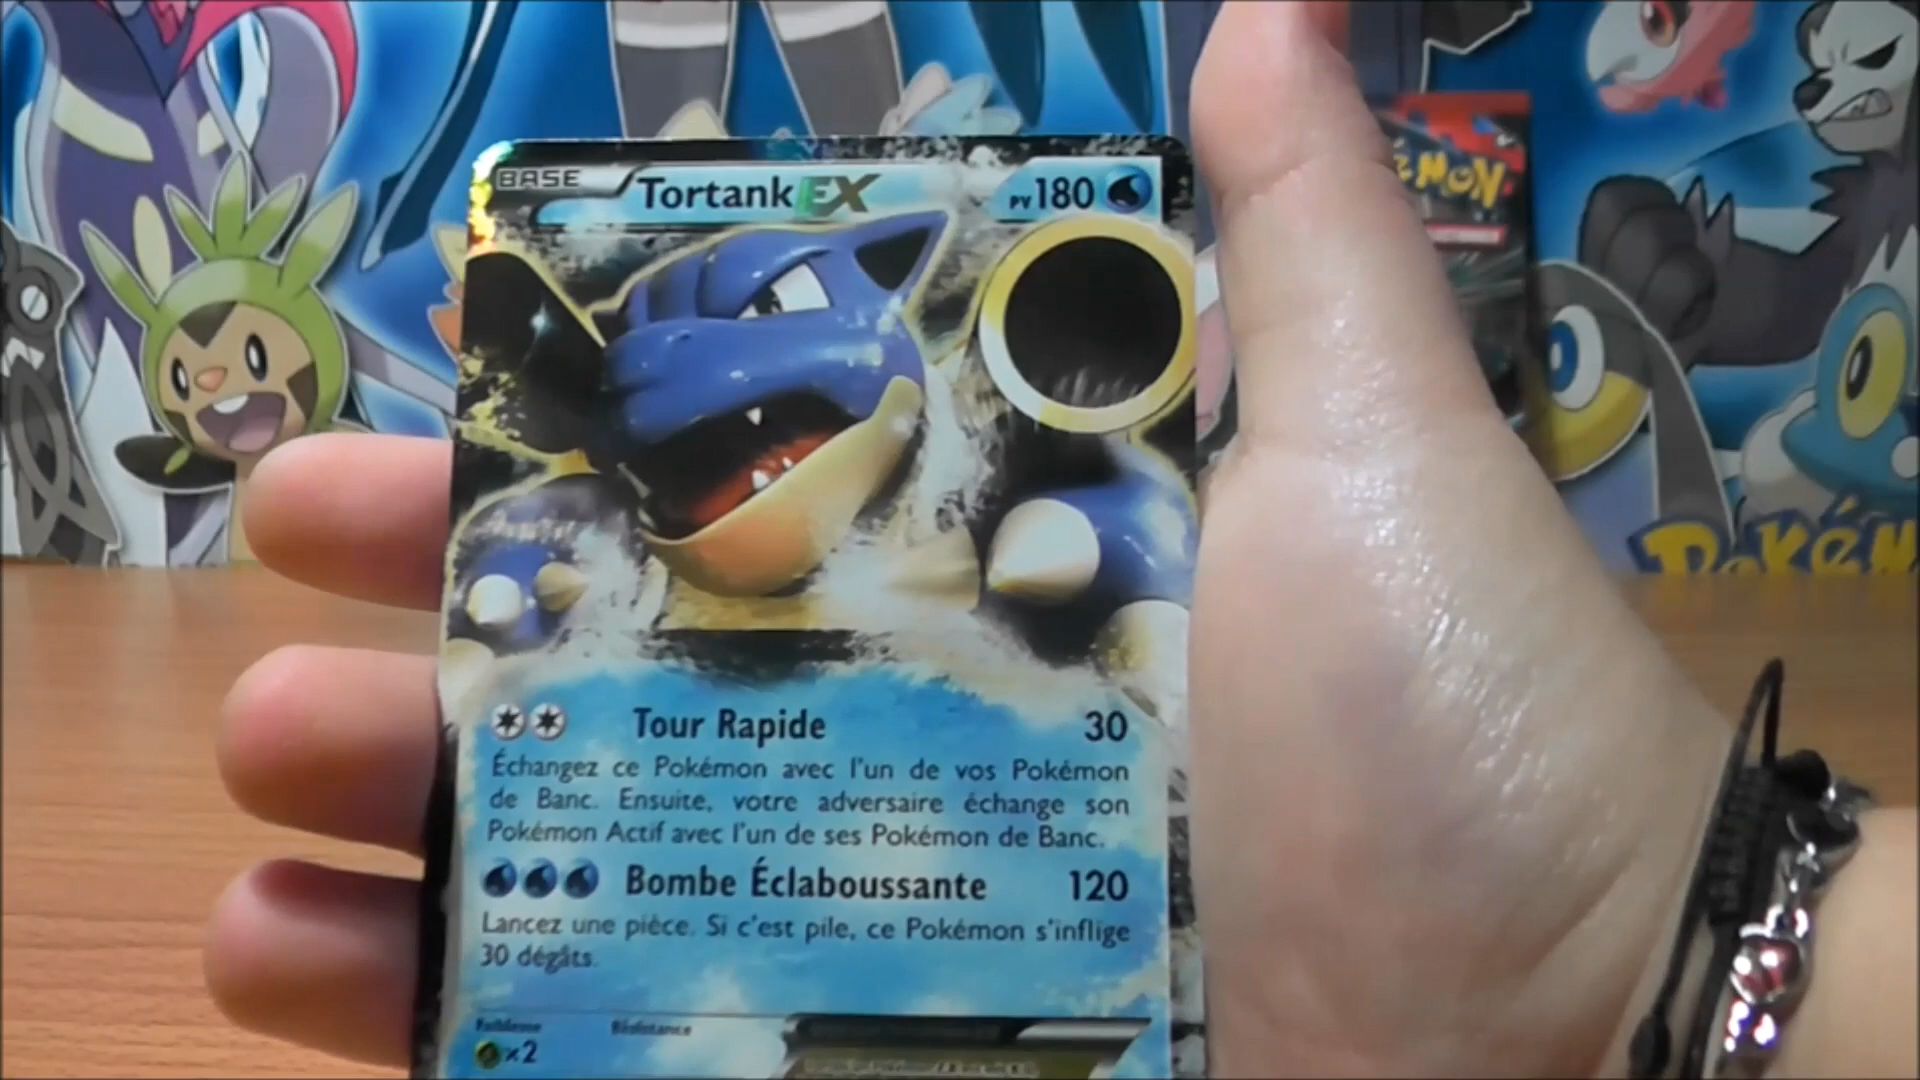 BASE
Tortank EX
PV 180
Tour Rapide 30
Échangez ce Pokémon avec l'un de vos Pokémon
de Banc. Ensuite, votre adversaire échange son
Pokémon Actif avec l'un de ses Pokémon de Banc.
Bombe Éclaboussante 120
Lancez une pièce. Si c'est pile, ce Pokémon s'inflige
30 dégâts.
Faiblesse Résistance
×2
ÉMON
POKÉM